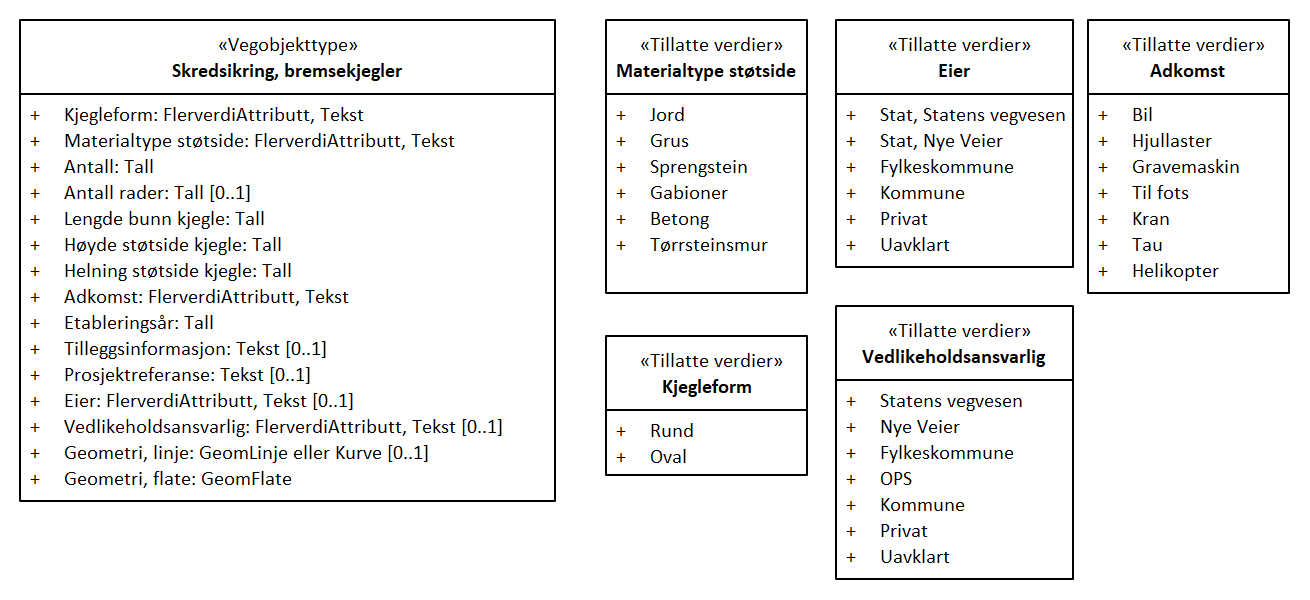 «Vegobjekttype»
Skredsikring, bremsekjegler
+ Kjegleform: FlerverdiAttributt, Tekst
+ Materialtype støtside: FlerverdiAttributt, Tekst
+ Antall: Tall
+ Antall rader: Tall [0..1]
+ Lengde bunn kjegle: Tall
+ Høyde støtside kjegle: Tall
+ Helning støtside kjegle: Tall
+ Adkomst: FlerverdiAttributt, Tekst
+ Etableringsår: Tall
+ Tilleggsinformasjon: Tekst [0..1]
+ Prosjektreferanse: Tekst [0..1]
+ Eier: FlerverdiAttributt, Tekst [0..1]
+ Vedlikeholdsansvarlig: FlerverdiAttributt, Tekst [0..1]
+ Geometri, linje: GeomLinje eller Kurve [0..1]
+ Geometri, flate: GeomFlate
«Tillatte verdier»
Materialtype støtside
+ Jord
+ Grus
+ Sprengstein
+ Gabioner
+ Betong
+ Tørrsteinsmur
«Tillatte verdier»
Kjegleform
+ Rund
+ Oval
«Tillatte verdier»
Eier
+ Stat, Statens vegvesen
+ Stat, Nye Veier
+ Fylkeskommune
+ Kommune
+ Privat
+ Uavklart
«Tillatte verdier»
Vedlikeholdsansvarlig
+ Statens vegvesen
+ Nye Veier
+ Fylkeskommune
+ OPS
+ Kommune
+ Privat
+ Uavklart
«Tillatte verdier»
Adkomst
+ Bil
+ Hjullaster
+ Gravemaskin
+ Til fots
+ Kran
+ Tau
+ Helikopter